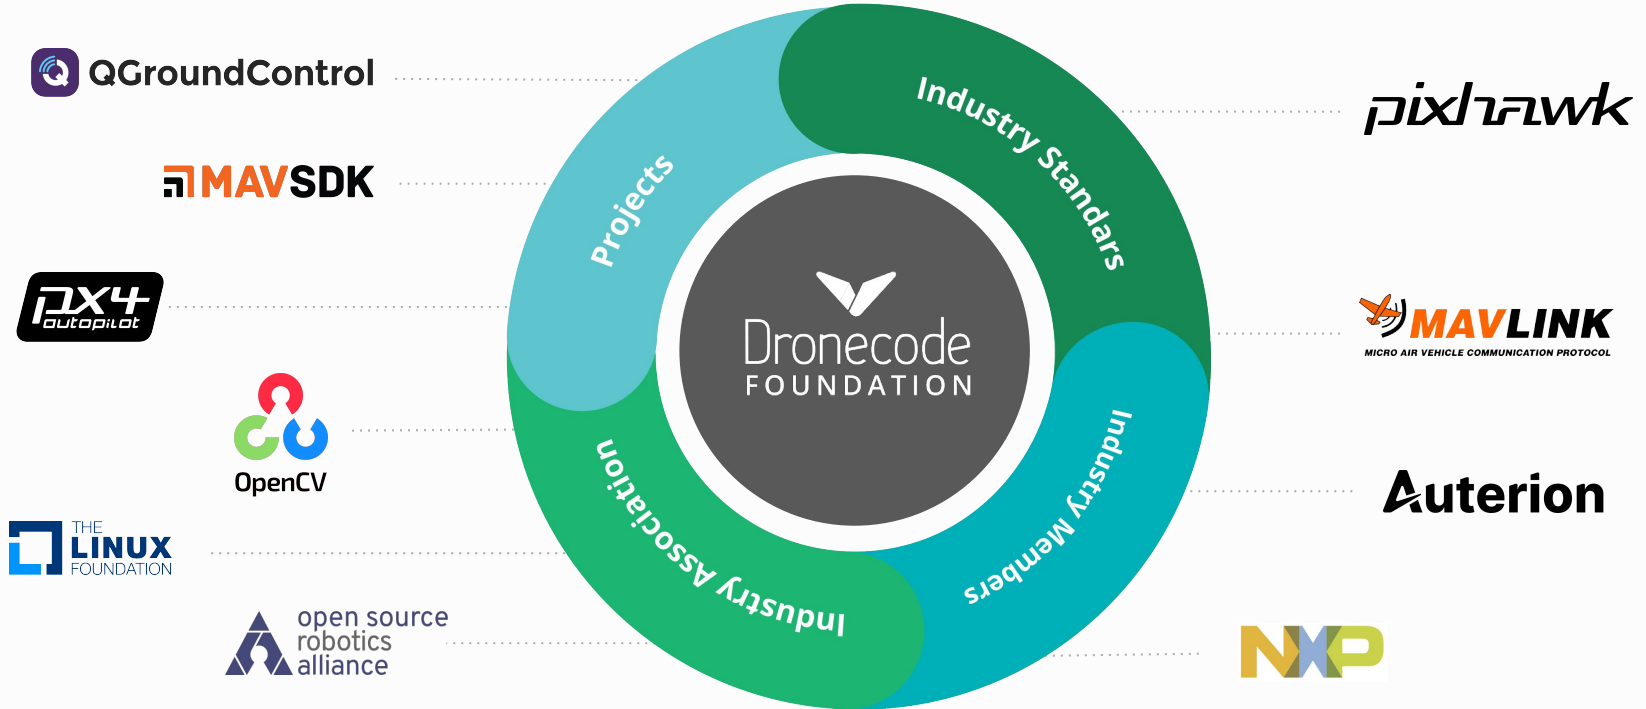 QGroundControl
MAVSDK
px4
autopilot
OpenCV
THE
LINUX
FOUNDATION
open source
robotics
alliance
Projects
Industry Standars
Industry Association
Industry Members
Dronecode
FOUNDATION
pixhawk
MAVLINK
MICRO AIR VEHICLE COMMUNICATION PROTOCOL
Auterion
NXP